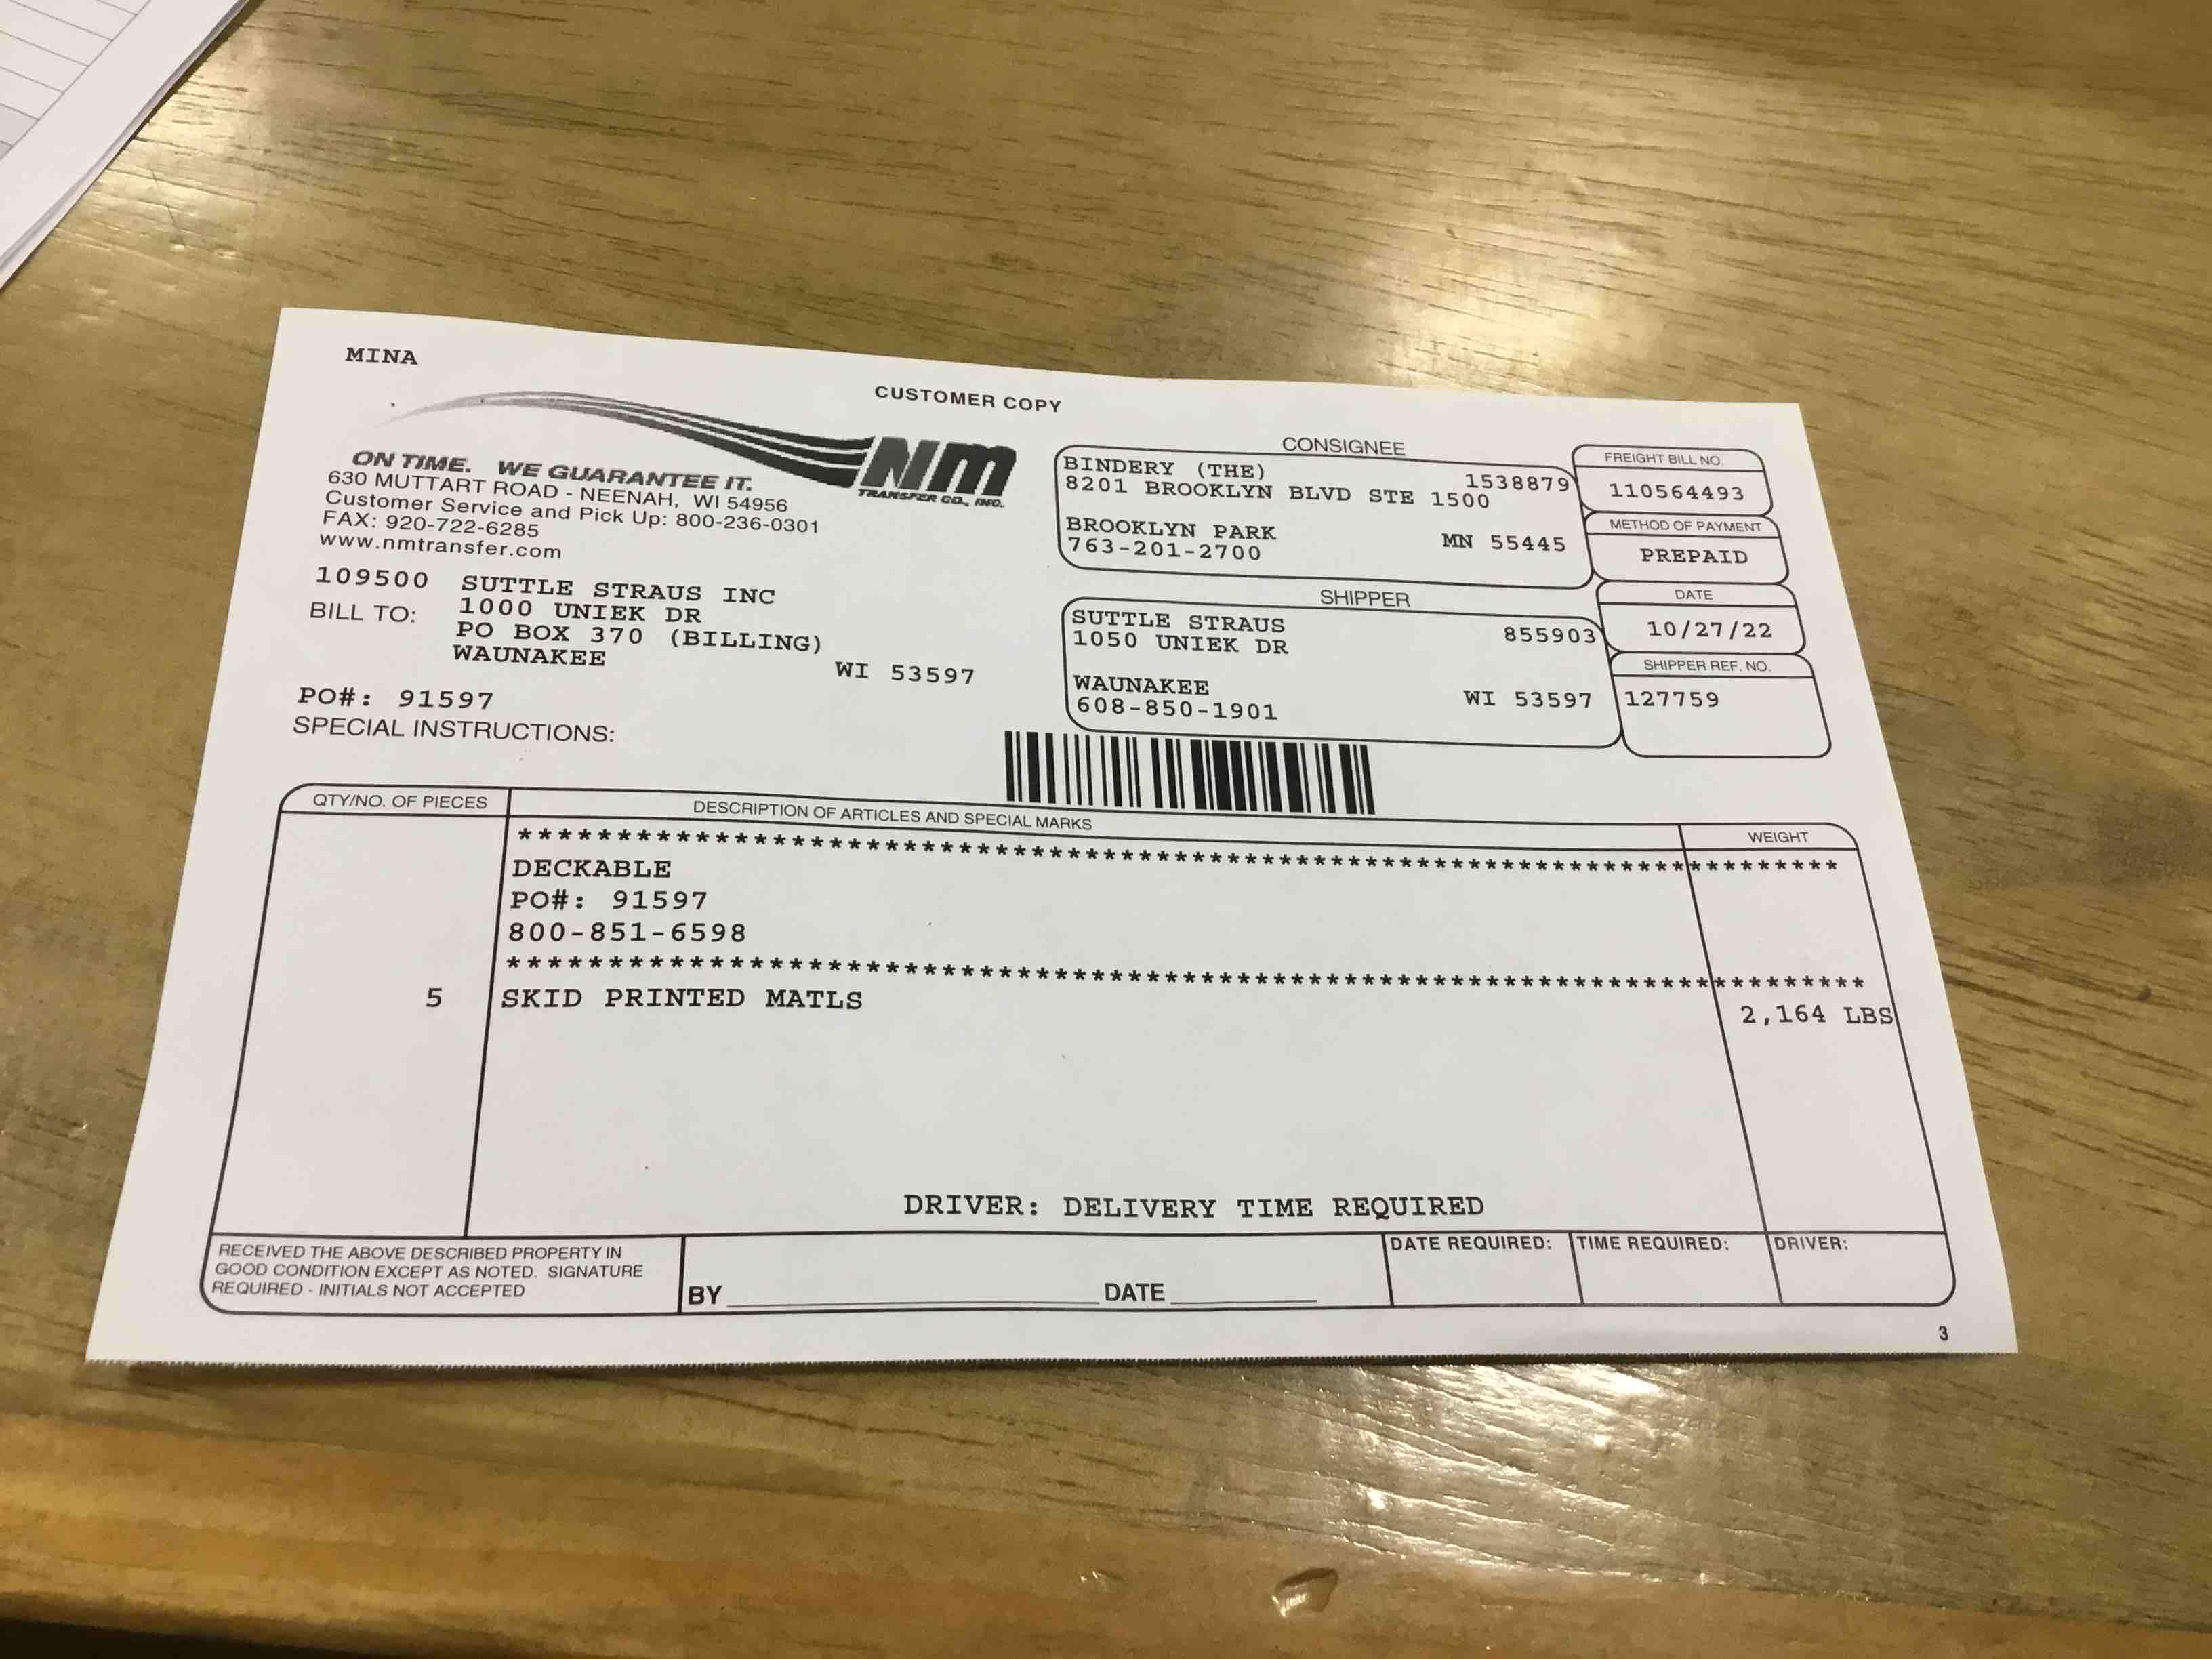 MINA
CUSTOMER COPY
NM
TRANSFER CO., INC.
ON TIME. WE GUARANTEE IT.
630 MUTTART ROAD - NEENAH, WI 54956
Customer Service and Pick Up: 800-236-0301
FAX: 920-722-6285
www.nmtransfer.com
109500 SUTTLE STRAUS INC
BILL TO: 1000 UNIEK DR
PO BOX 370 (BILLING)
WAUNAKEE WI 53597
PO#: 91597
SPECIAL INSTRUCTIONS:
CONSIGNEE
BINDERY (THE) 1538879
8201 BROOKLYN BLVD STE 1500
BROOKLYN PARK MN 55445
763-201-2700
SHIPPER
SUTTLE STRAUS 855903
1050 UNIEK DR
WAUNAKEE WI 53597
608-850-1901
FREIGHT BILL NO.
110564493
METHOD OF PAYMENT
PREPAID
DATE
10/27/22
SHIPPER REF. NO.
127759
QTY/NO. OF PIECES DESCRIPTION OF ARTICLES AND SPECIAL MARKS WEIGHT
********************************************************************
DECKABLE
PO#: 91597
800-851-6598
********************************************************************
5 SKID PRINTED MATLS 2,164 LBS
DRIVER: DELIVERY TIME REQUIRED
RECEIVED THE ABOVE DESCRIBED PROPERTY IN
GOOD CONDITION EXCEPT AS NOTED. SIGNATURE
REQUIRED - INITIALS NOT ACCEPTED
BY DATE
DATE REQUIRED: TIME REQUIRED: DRIVER:
3